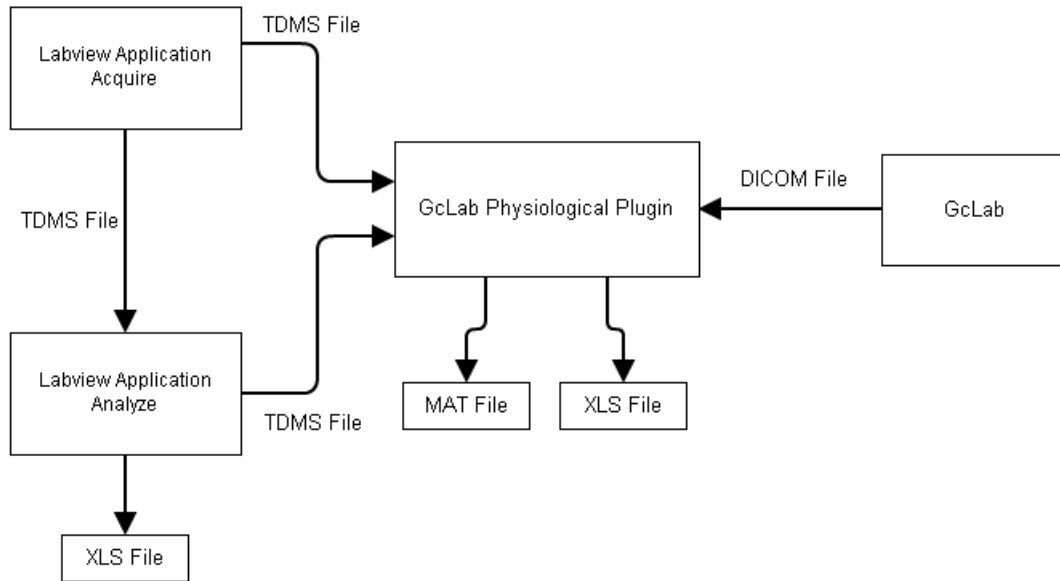 TDMS File
Labview Application
Acquire
TDMS File
GcLab Physiological Plugin
DICOM File
GcLab
Labview Application
Analyze
TDMS File
MAT File
XLS File
XLS File